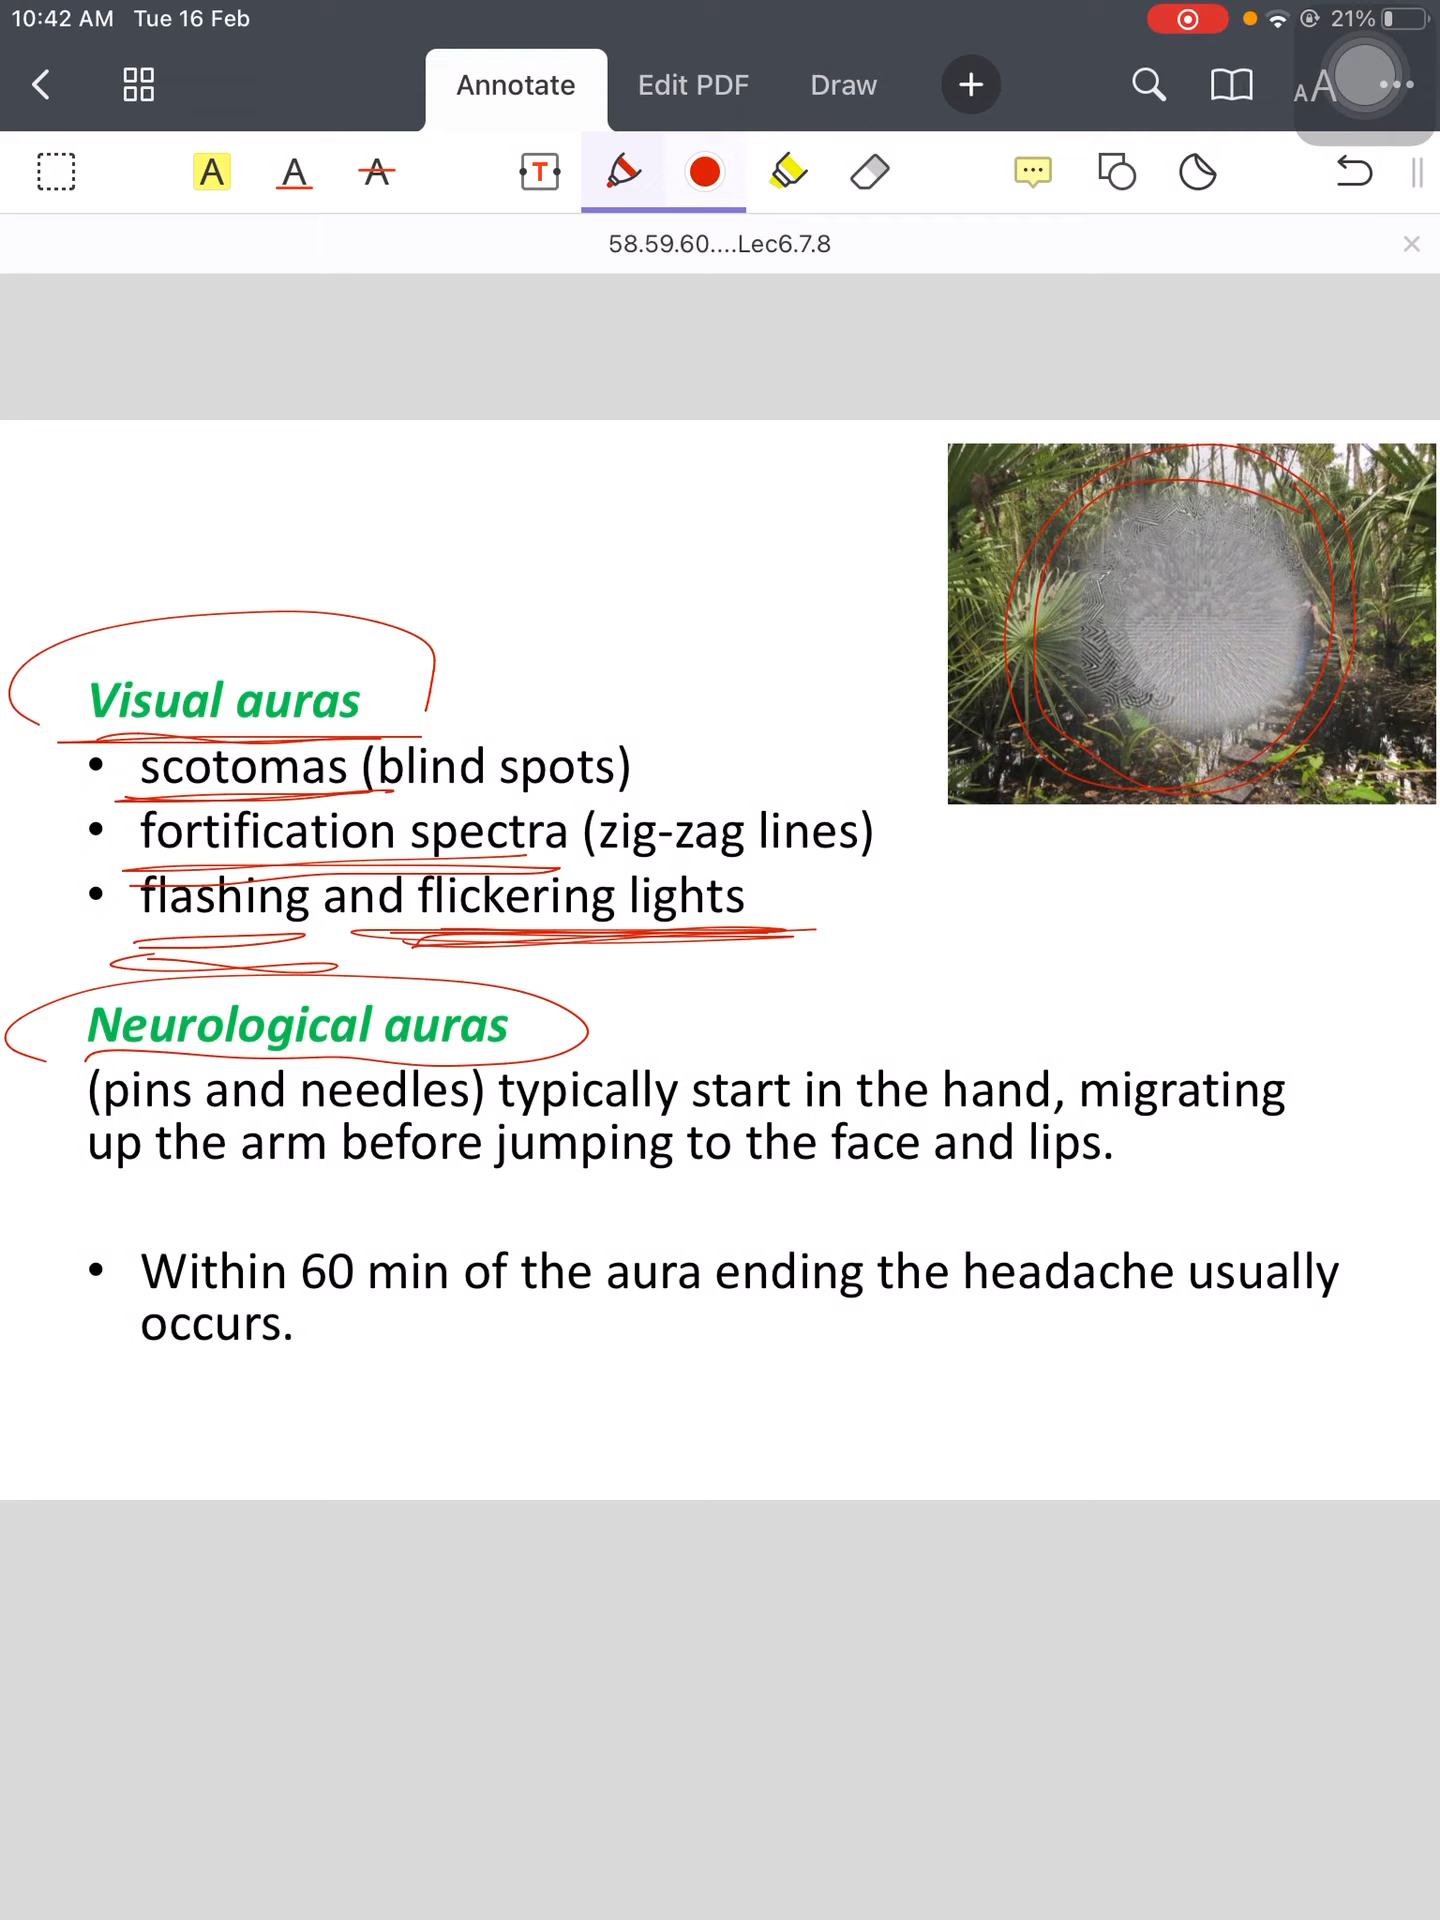 10:42 AM Tue 16 Feb
21%
Annotate Edit PDF Draw
AA
A A A T
58.59.60....Lec6.7.8
Visual auras
• scotomas (blind spots)
• fortification spectra (zig-zag lines)
• flashing and flickering lights
Neurological auras
(pins and needles) typically start in the hand, migrating
up the arm before jumping to the face and lips.
• Within 60 min of the aura ending the headache usually
occurs.